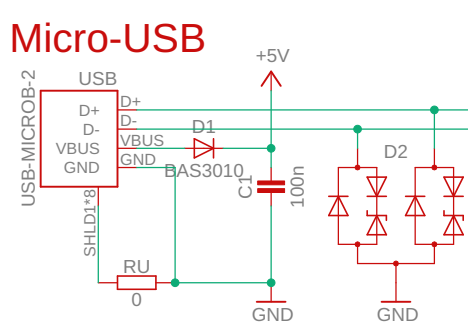 Micro-USB
+5V
USB
USB-MICROB-2
D+
D+
D-
D-
D1
VBUS
VBUS
GND
GND
BAS3010
D2
C1
100n
SHLD1*8
RU
0
GND
GND